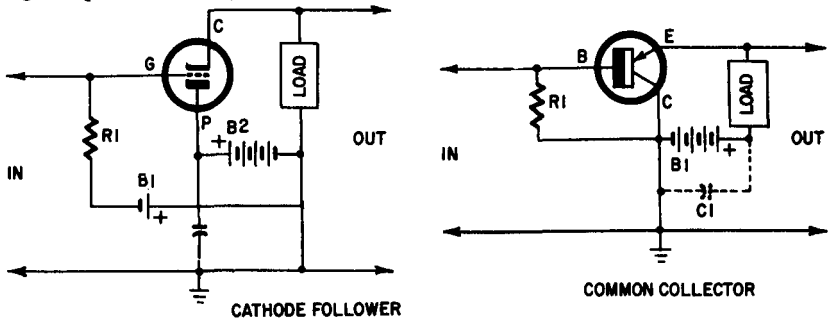 C
G
P
LOAD
R1
B2
+
OUT
IN
B1
+
CATHODE FOLLOWER
E
B
C
LOAD
R1
OUT
IN
B1
+
C1
COMMON COLLECTOR